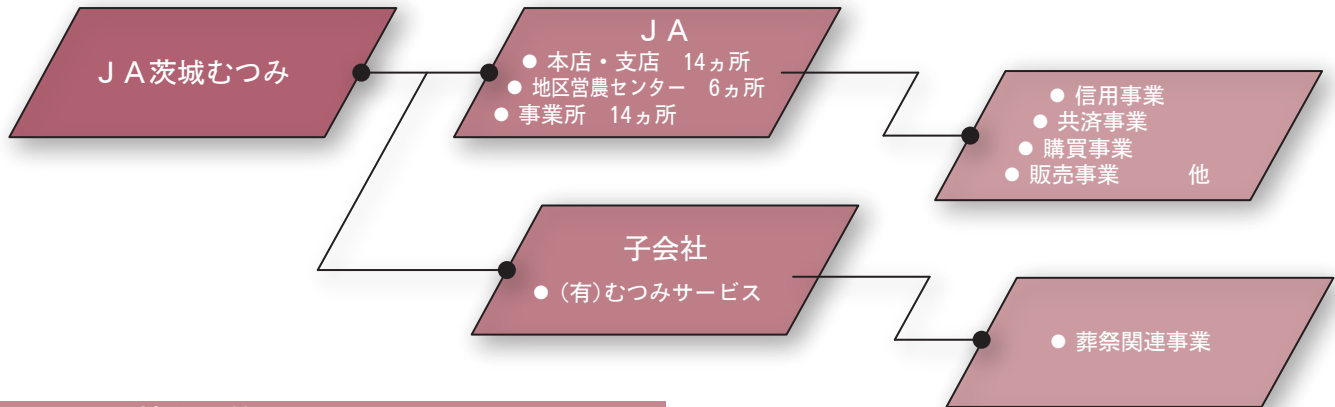 ＪＡ茨城むつみ
ＪＡ
● 本店・支店　14ヵ所
● 地区営農センター　6ヵ所
● 事業所　14ヵ所
● 信用事業
● 共済事業
● 購買事業
● 販売事業　　　他
子会社
● (有)むつみサービス
● 葬祭関連事業